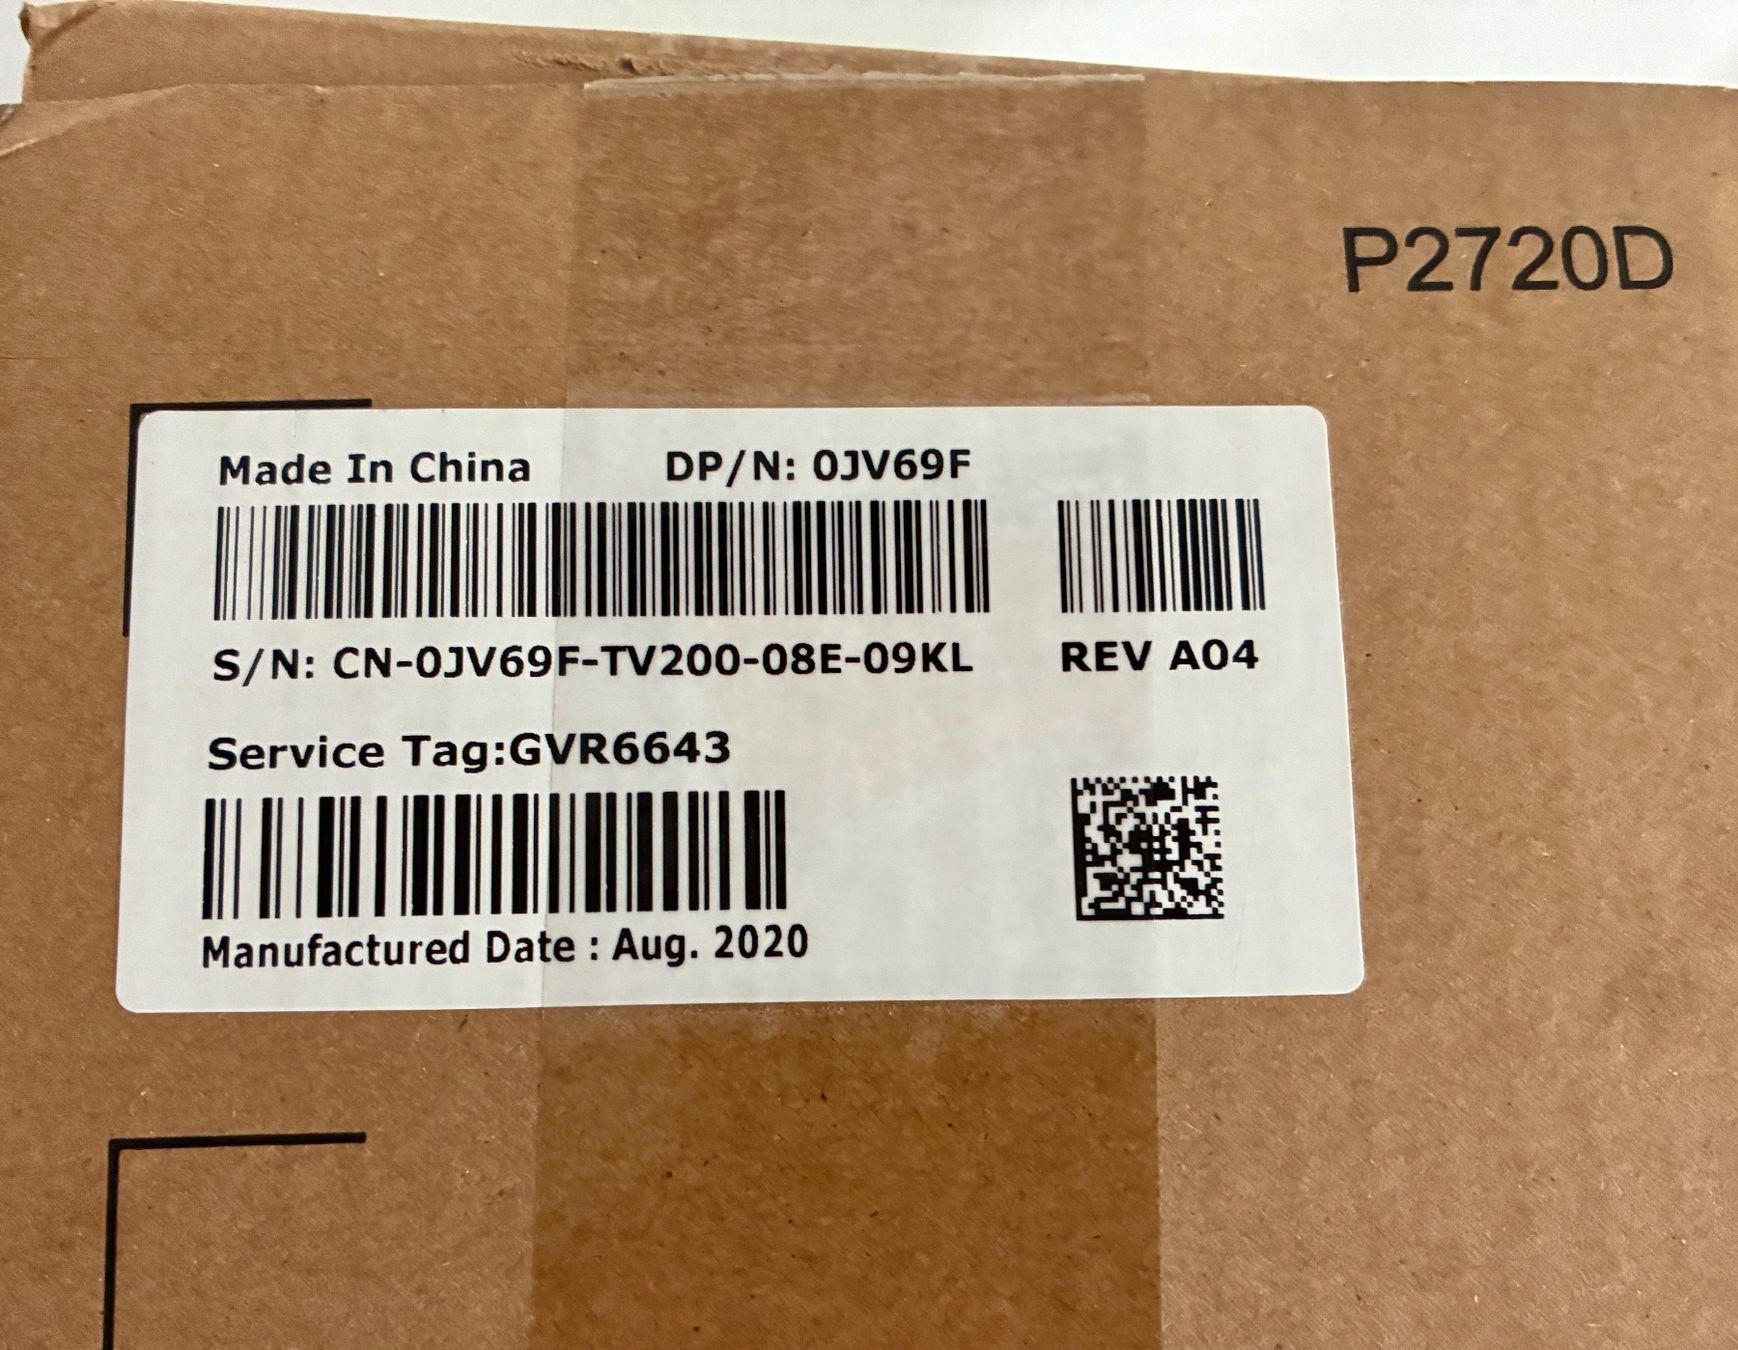 P2720D
Made In China DP/N: 0JV69F
S/N: CN-0JV69F-TV200-08E-09KL REV A04
Service Tag:GVR6643
Manufactured Date : Aug. 2020